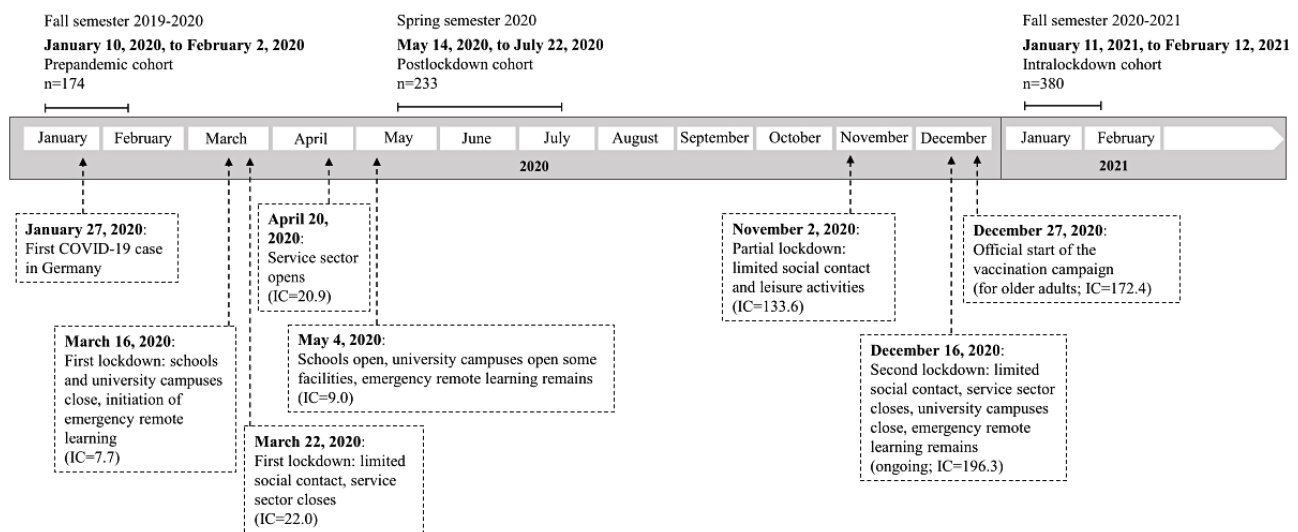 Fall semester 2019-2020
January 10, 2020, to February 2, 2020
Prepandemic cohort
n=174
Spring semester 2020
May 14, 2020, to July 22, 2020
Postlockdown cohort
n=233
Fall semester 2020-2021
January 11, 2021, to February 12, 2021
Intralockdown cohort
n=380
January February March April May June July August September October November December January February
2020 2021
January 27, 2020:
First COVID-19 case
in Germany
March 16, 2020:
First lockdown: schools
and university campuses
close, initiation of
emergency remote
learning
(IC=7.7)
March 22, 2020:
First lockdown: limited
social contact, service
sector closes
(IC=22.0)
April 20,
2020:
Service sector
opens
(IC=20.9)
May 4, 2020:
Schools open, university campuses open some
facilities, emergency remote learning remains
(IC=9.0)
November 2, 2020:
Partial lockdown:
limited social contact
and leisure activities
(IC=133.6)
December 16, 2020:
Second lockdown: limited
social contact, service sector
closes, university campuses
close, emergency remote
learning remains
(ongoing; IC=196.3)
December 27, 2020:
Official start of the
vaccination campaign
(for older adults; IC=172.4)